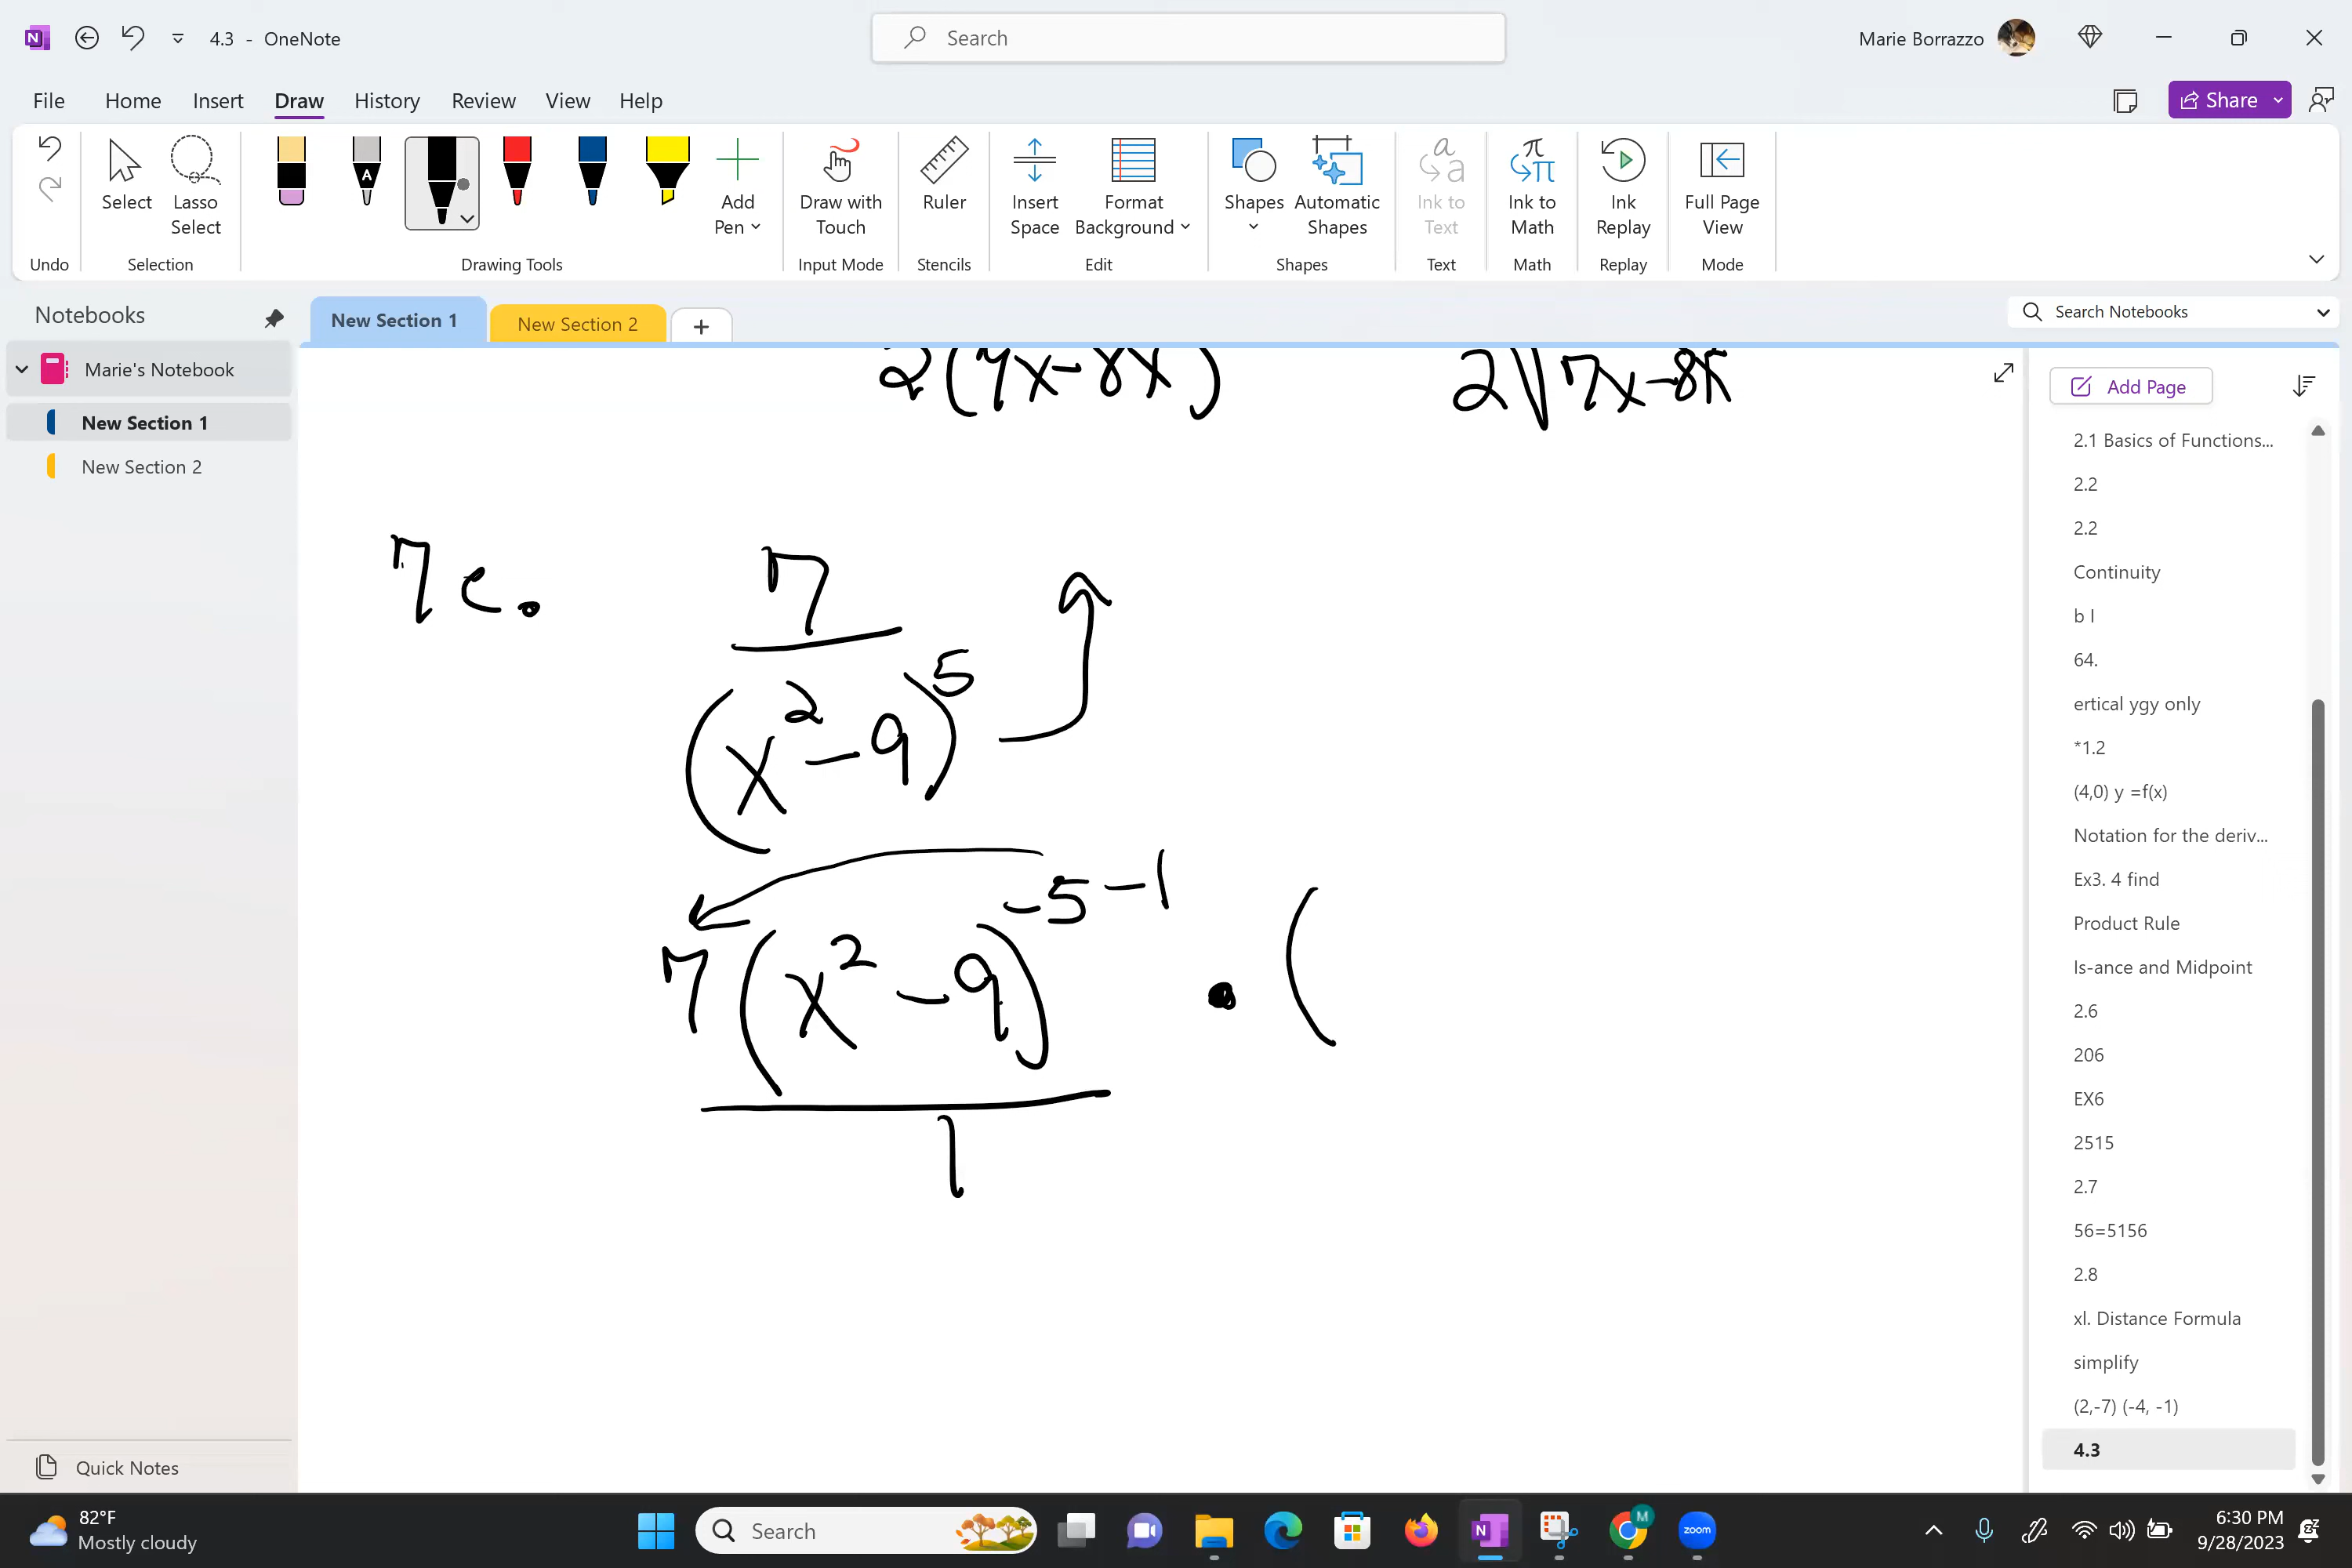 4.3 - OneNote
Search
Marie Borrazzo
File Home Insert Draw History Review View Help
Share
Select
Lasso Select
A
Add Pen
Draw with Touch
Ruler
Insert Space
Format Background
Shapes
Automatic Shapes
Ink to Text
Ink to Math
Ink Replay
Full Page View
Undo Selection Drawing Tools Input Mode Stencils Edit Shapes Text Math Replay Mode
Notebooks
New Section 1
New Section 2
+
Search Notebooks
Marie's Notebook
New Section 1
New Section 2
Quick Notes
7c.
7
(x²-9)⁵
7(x²-9)⁻⁵⁻¹ · (
1
Add Page
2.1 Basics of Functions...
2.2
2.2
Continuity
b I
64.
ertical ygy only
*1.2
(4,0) y =f(x)
Notation for the deriv...
Ex3. 4 find
Product Rule
Is-ance and Midpoint
2.6
206
EX6
2515
2.7
56=5156
2.8
xl. Distance Formula
simplify
(2,-7) (-4, -1)
4.3
82°F
Mostly cloudy
Search
M
zoom
6:30 PM
9/28/2023